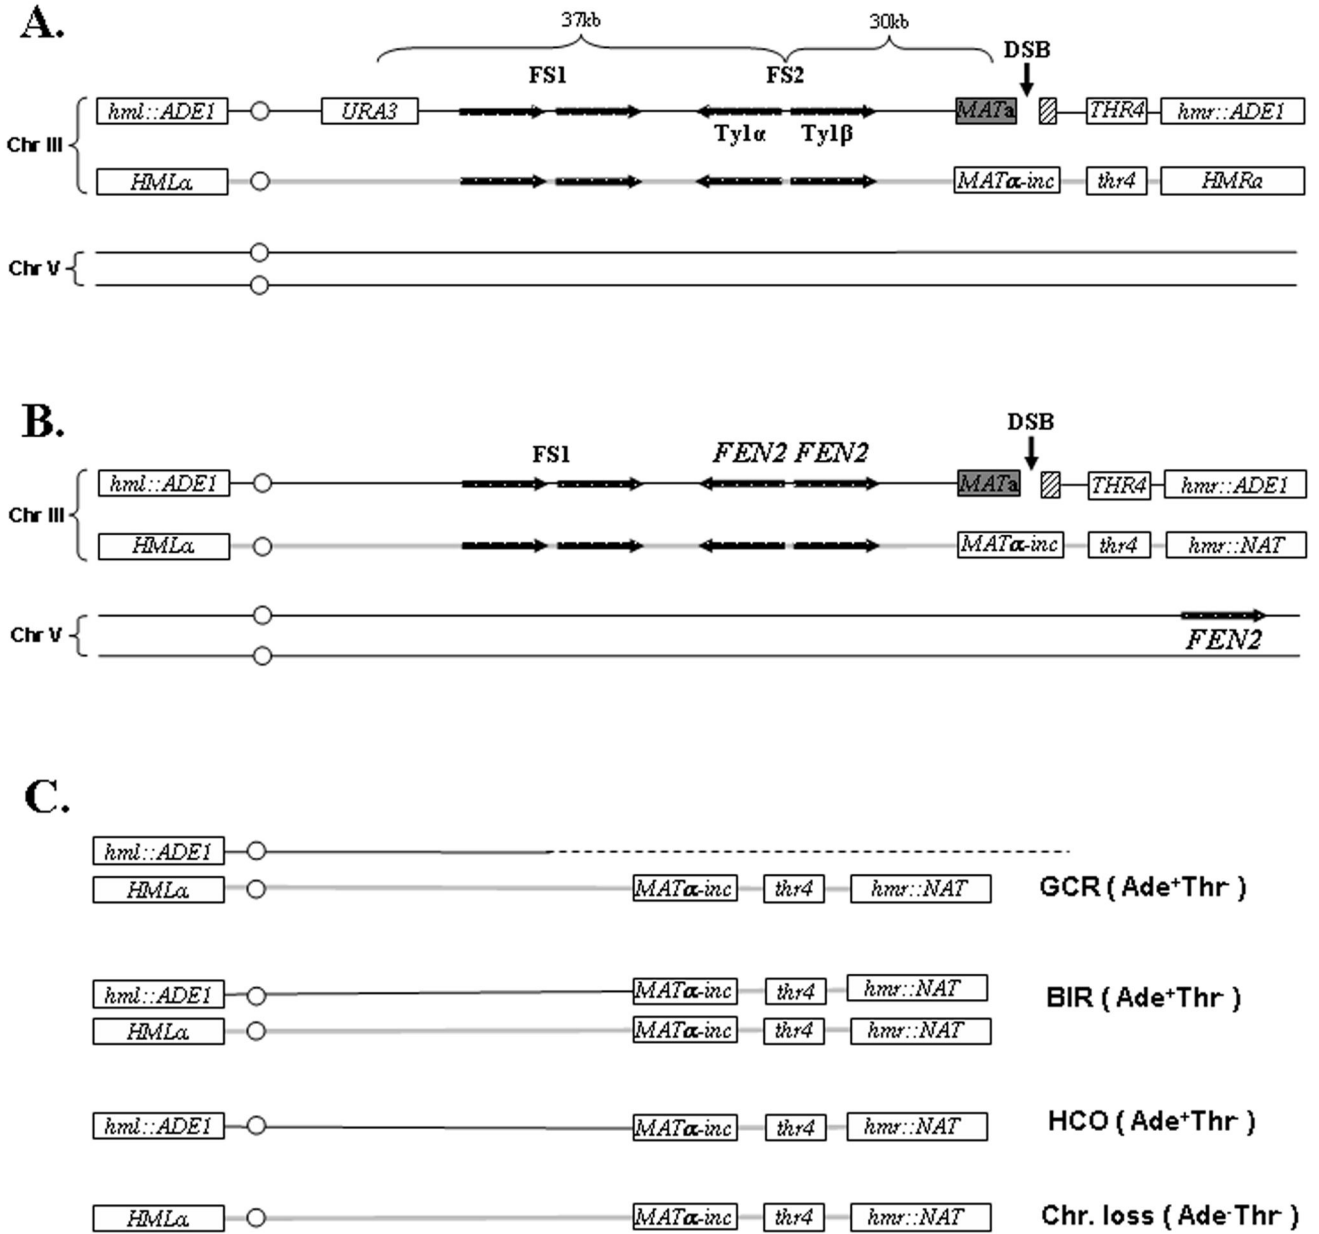 A.
37kb 30kb
DSB
FS1 FS2
Chr III
hml::ADE1 URA3 MATa THR4 hmr::ADE1
Ty1α Ty1β
HMLα MATα-inc thr4 HMRa
Chr V
B.
DSB
FS1 FEN2 FEN2
Chr III
hml::ADE1 MATa THR4 hmr::ADE1
HMLα MATα-inc thr4 hmr::NAT
Chr V
FEN2
C.
hml::ADE1
HMLα MATα-inc thr4 hmr::NAT
GCR ( Ade⁺Thr⁻ )
hml::ADE1 MATα-inc thr4 hmr::NAT
BIR ( Ade⁺Thr⁻ )
HMLα MATα-inc thr4 hmr::NAT
hml::ADE1 MATα-inc thr4 hmr::NAT
HCO ( Ade⁺Thr⁻ )
HMLα MATα-inc thr4 hmr::NAT
Chr. loss ( Ade⁻Thr⁻ )